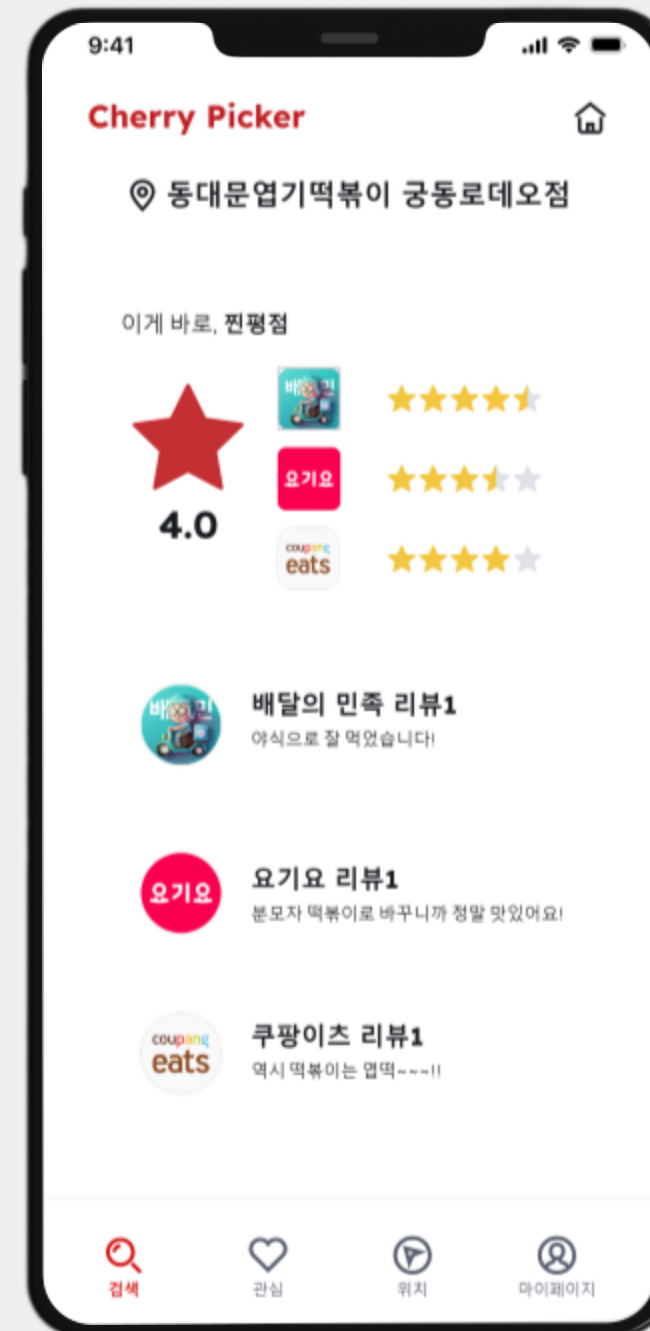 9:41
Cherry Picker
동대문엽기떡볶이 궁동로데오점
이게 바로, 찐평점
4.0
요기요
coupang
eats
배달의 민족 리뷰1
야식으로 잘 먹었습니다!
요기요
요기요 리뷰1
분모자 떡볶이로 바꾸니까 정말 맛있어요!
coupang
eats
쿠팡이츠 리뷰1
역시 떡볶이는 엽떡~~~!!
검색
관심
위치
마이페이지